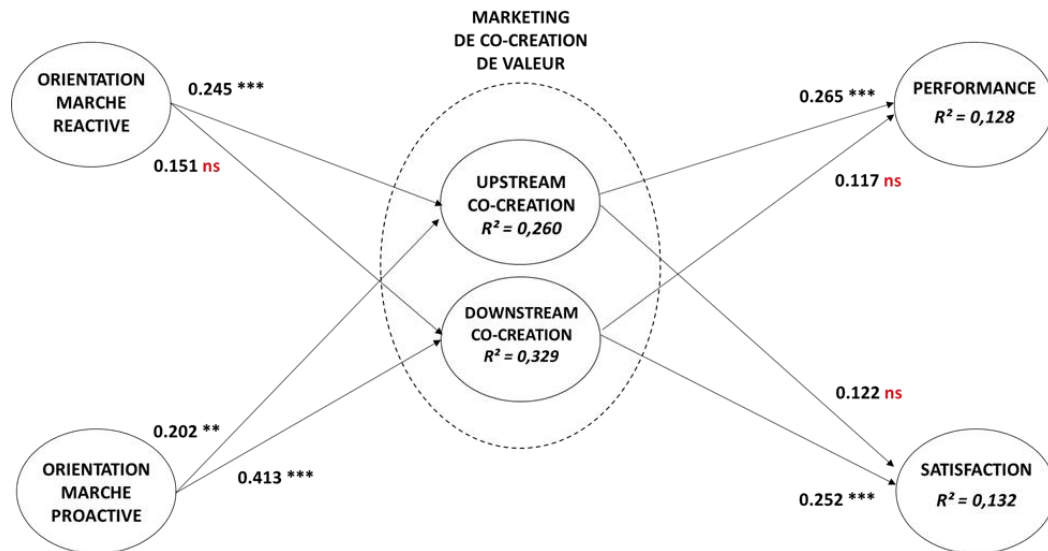 MARKETING
DE CO-CREATION
DE VALEUR
ORIENTATION
MARCHE
REACTIVE
0.245 ***
0.151 ns
UPSTREAM
CO-CREATION
R² = 0,260
DOWNSTREAM
CO-CREATION
R² = 0,329
0.202 **
0.413 ***
ORIENTATION
MARCHE
PROACTIVE
0.265 ***
0.117 ns
PERFORMANCE
R² = 0,128
0.122 ns
0.252 ***
SATISFACTION
R² = 0,132